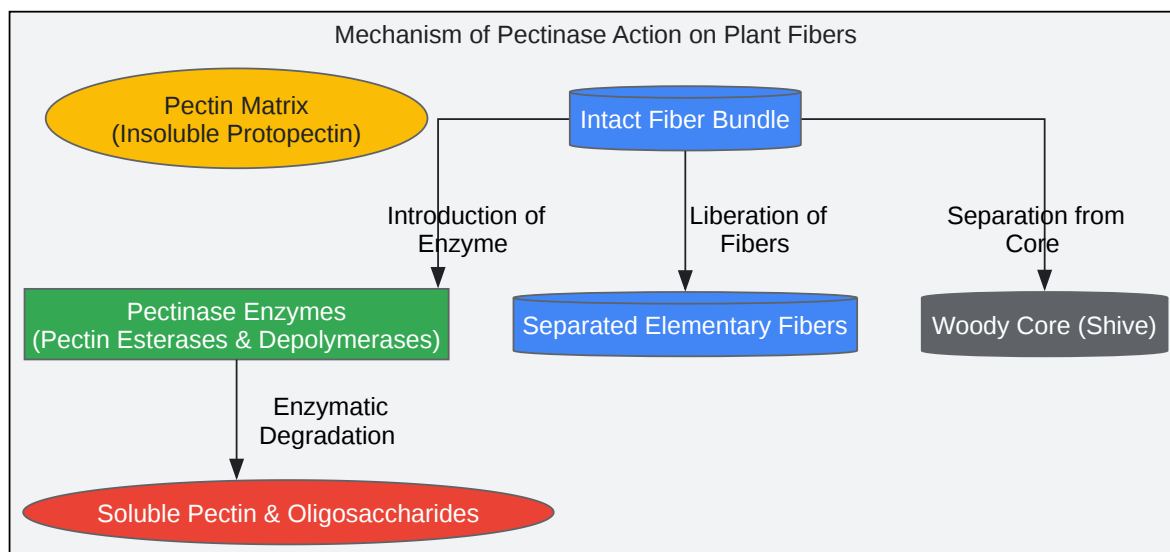 Mechanism of Pectinase Action on Plant Fibers
Pectin Matrix
(Insoluble Protopectin)
Intact Fiber Bundle
Introduction of
Enzyme
Liberation of
Fibers
Separation from
Core
Pectinase Enzymes
(Pectin Esterases & Depolymerases)
Separated Elementary Fibers
Woody Core (Shive)
Enzymatic
Degradation
Soluble Pectin & Oligosaccharides